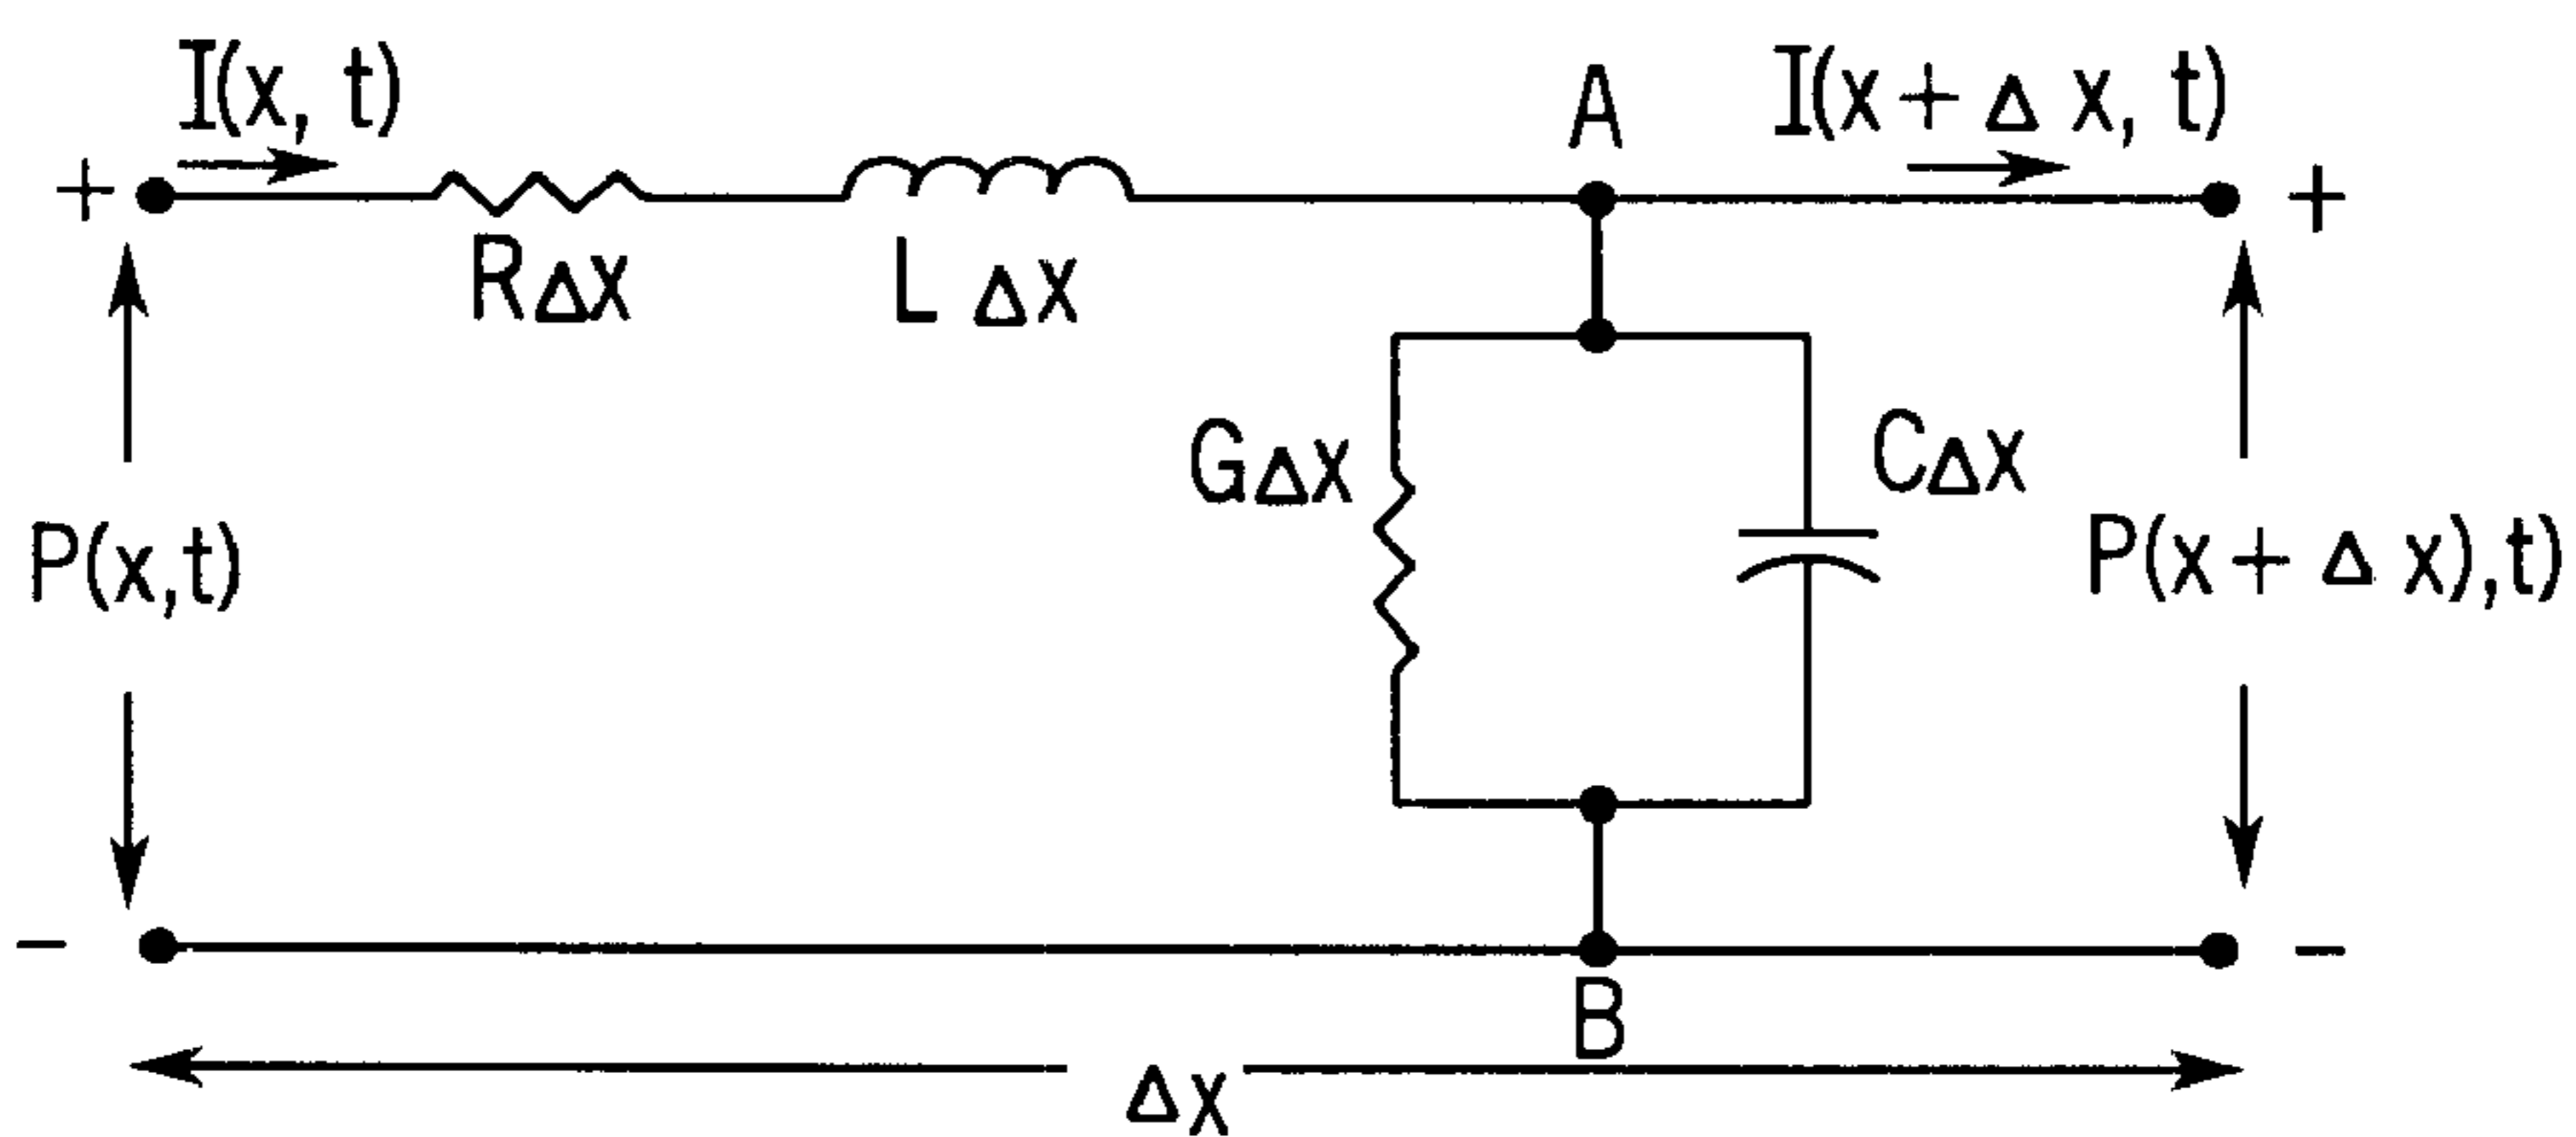 I(x, t)
A
I(x + Δ x, t)
+
+
RΔx
L Δx
GΔx
CΔx
P(x,t)
P(x + Δ x),t)
-
-
B
Δx